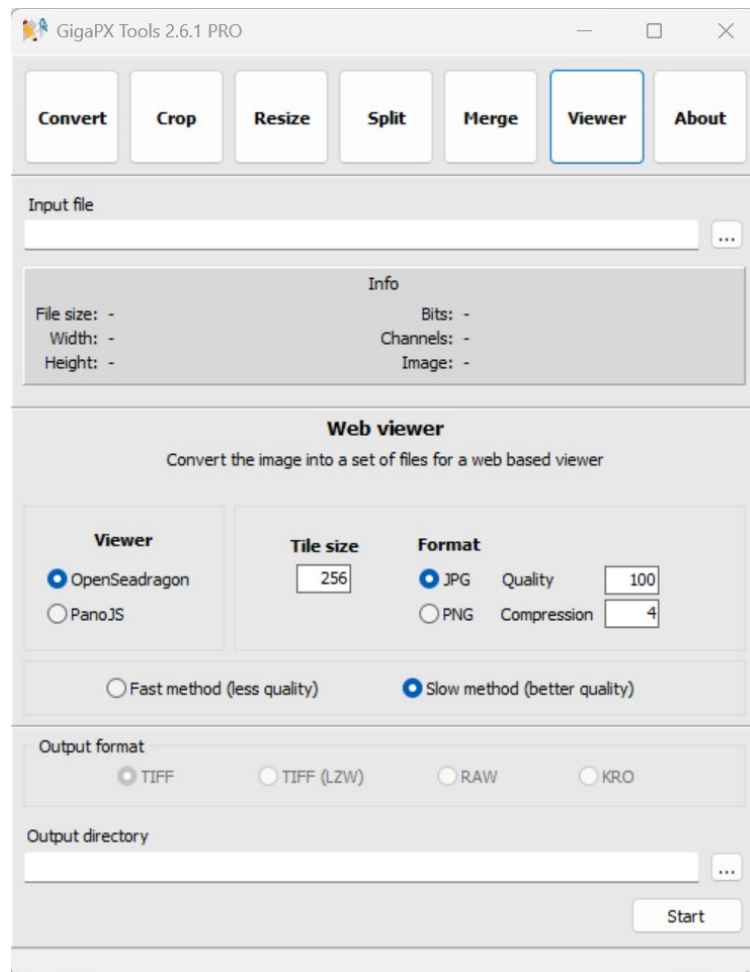 GigaPX Tools 2.6.1 PRO
Convert Crop Resize Split Merge Viewer About
Input file
...
Info
File size: - Bits: -
Width: - Channels: -
Height: - Image: -
Web viewer
Convert the image into a set of files for a web based viewer
Viewer Tile size Format
OpenSeadragon 256 JPG Quality 100
PanoJS PNG Compression 4
Fast method (less quality) Slow method (better quality)
Output format
TIFF TIFF (LZW) RAW KRO
Output directory
...
Start